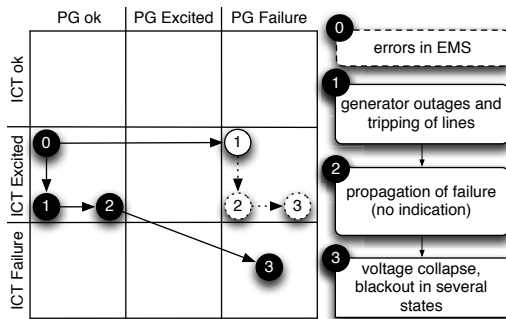 PG ok PG Excited PG Failure
ICT ok
ICT Excited
ICT Failure
0 1
1 2 2 3
3
0
errors in EMS
1
generator outages and
tripping of lines
2
propagation of failure
(no indication)
3
voltage collapse,
blackout in several
states